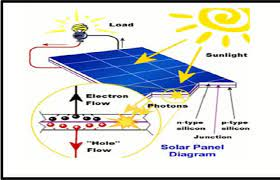 Load
Sunlight
Electron
Flow
Photons
n-type
silicon
p-type
silicon
Junction
"Hole" Flow
Solar Panel
Diagram